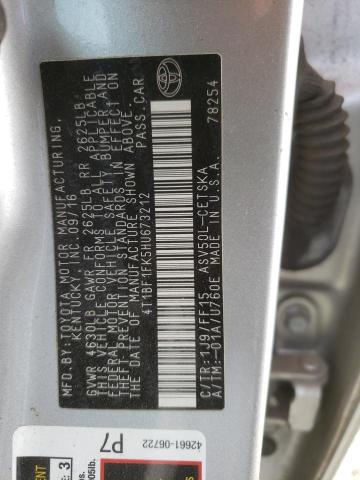 MFD.BY: TOYOTA MOTOR MANUFACTURING,
KENTUCKY, INC. 09/16
GVWR 4630LB GAWR FR 2625LB RR 2625LB
THIS VEHICLE CONFORMS TO ALL APPLICABLE
FEDERAL MOTOR VEHICLE SAFETY, BUMPER, AND
THEFT PREVENTION STANDARDS IN EFFECT ON
THE DATE OF MANUFACTURE SHOWN ABOVE.
4T1BF1FK5HU673212 PASS.CAR
C/TR:1J9/FF15 ASV50L-CETSKA
A/TM:-01A/U760E 78254
42661-06722
P7
3